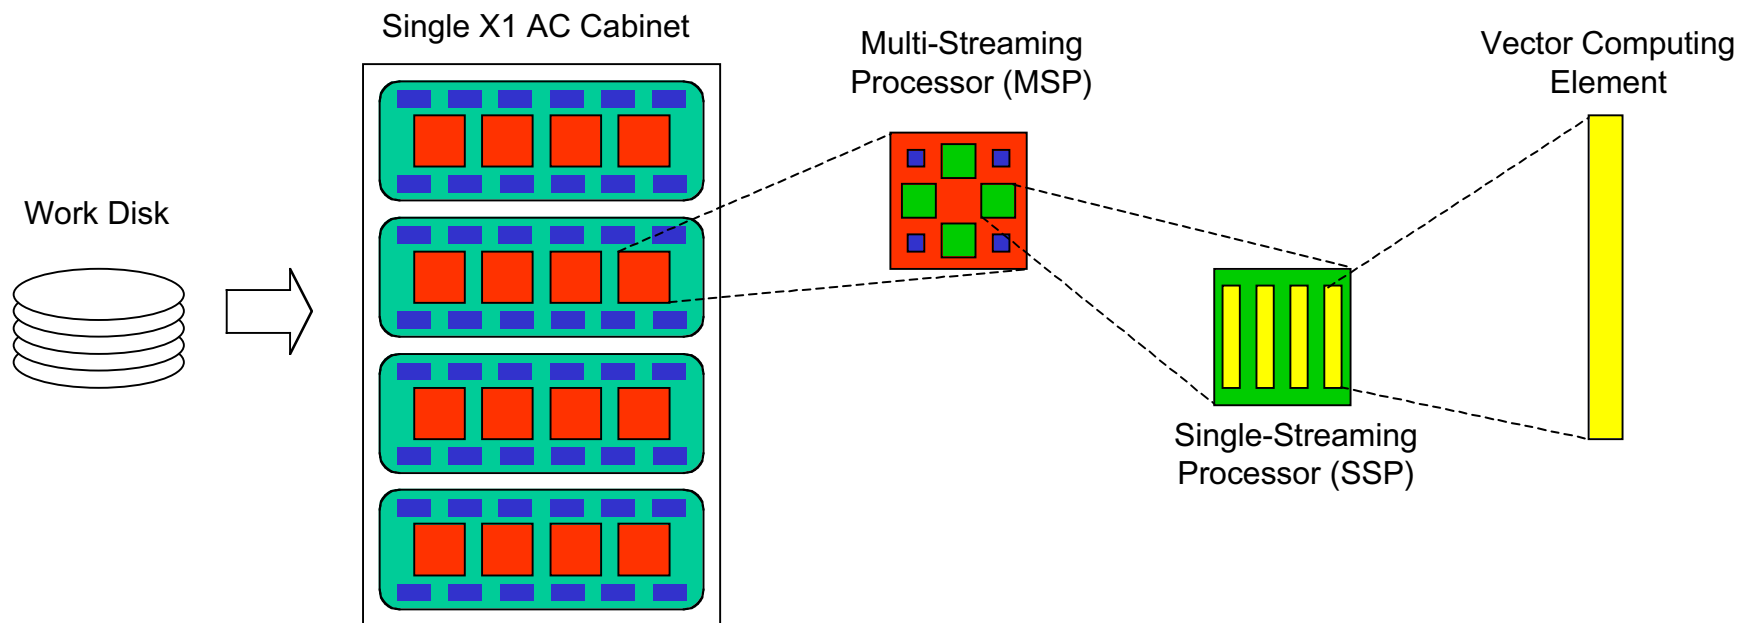 Single X1 AC Cabinet
Multi-Streaming
Processor (MSP)
Vector Computing
Element
Work Disk
Single-Streaming
Processor (SSP)